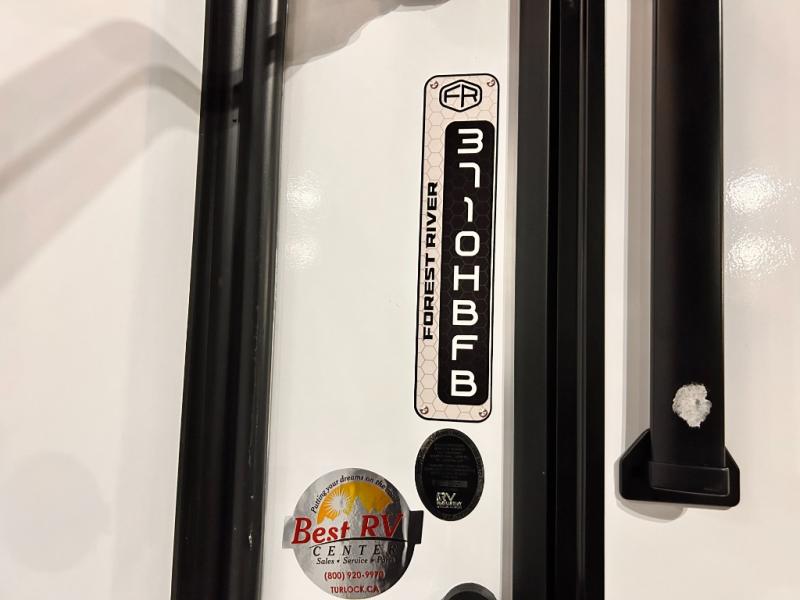 FR
3710HBFB
FOREST RIVER
RV
Putting your dreams on the
Best RV
CENTER
Sales • Service • Parts
(800) 920-9970
TURLOCK, CA